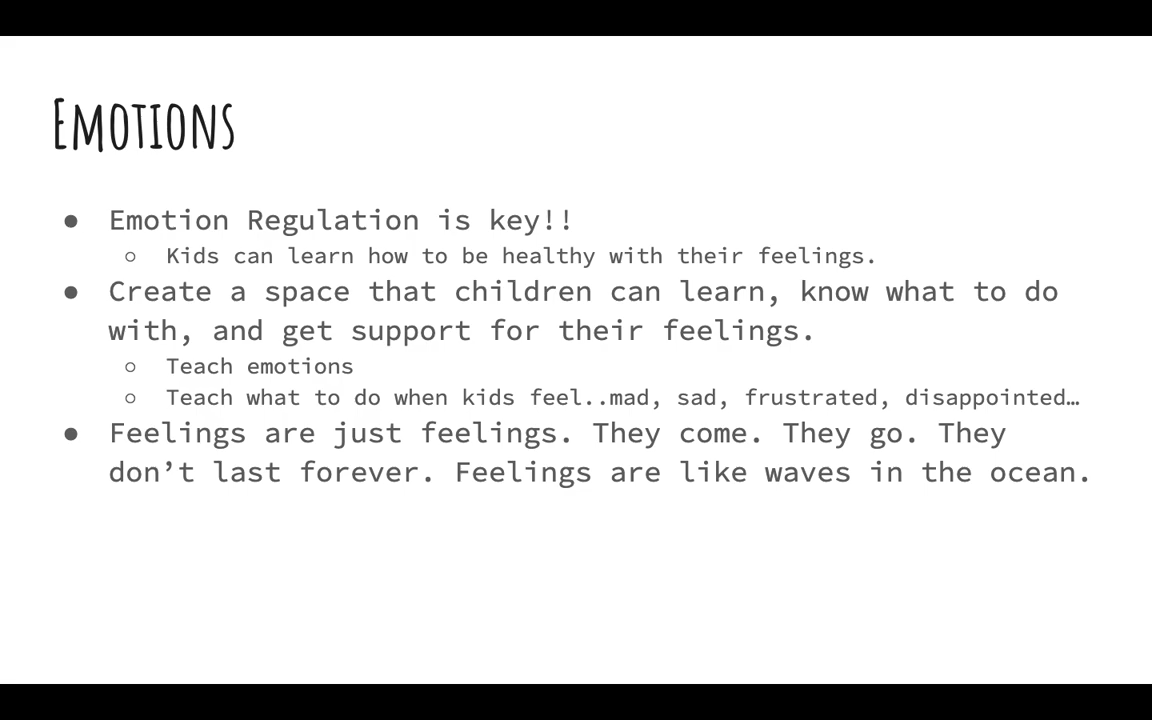 Emotions
● Emotion Regulation is key!!
○ Kids can learn how to be healthy with their feelings.
● Create a space that children can learn, know what to do
with, and get support for their feelings.
○ Teach emotions
○ Teach what to do when kids feel..mad, sad, frustrated, disappointed…
● Feelings are just feelings. They come. They go. They
don’t last forever. Feelings are like waves in the ocean.